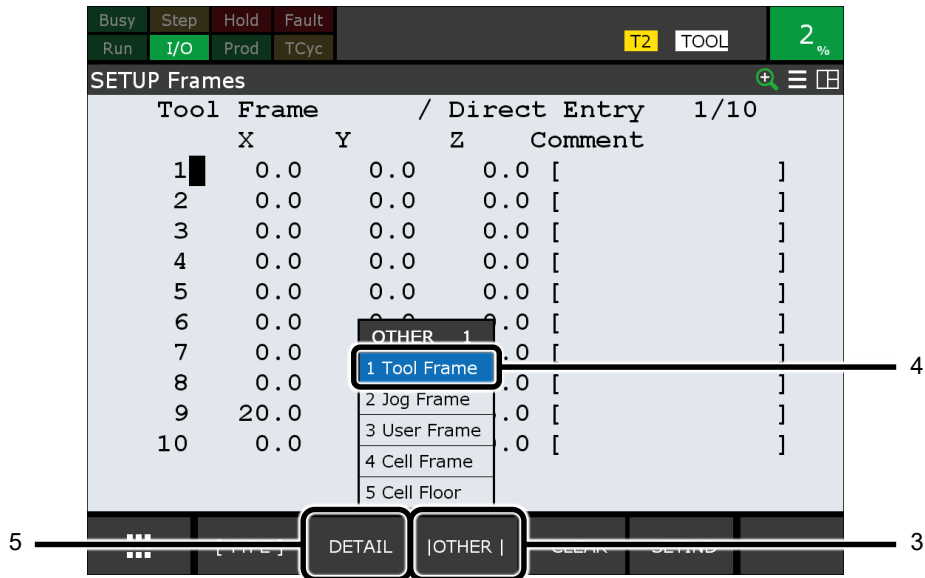 Busy Step Hold Fault
Run I/O Prod TCyc
T2 TOOL 2 %
SETUP Frames
Tool Frame / Direct Entry 1/10
X Y Z Comment
1 0.0 0.0 0.0 [ ]
2 0.0 0.0 0.0 [ ]
3 0.0 0.0 0.0 [ ]
4 0.0 0.0 0.0 [ ]
5 0.0 0.0 0.0 [ ]
6 0.0 .0 [ ]
7 0.0 .0 [ ]
8 0.0 .0 [ ]
9 20.0 .0 [ ]
10 0.0 .0 [ ]
OTHER 1
1 Tool Frame
2 Jog Frame
3 User Frame
4 Cell Frame
5 Cell Floor
4
5
DETAIL |OTHER |
3